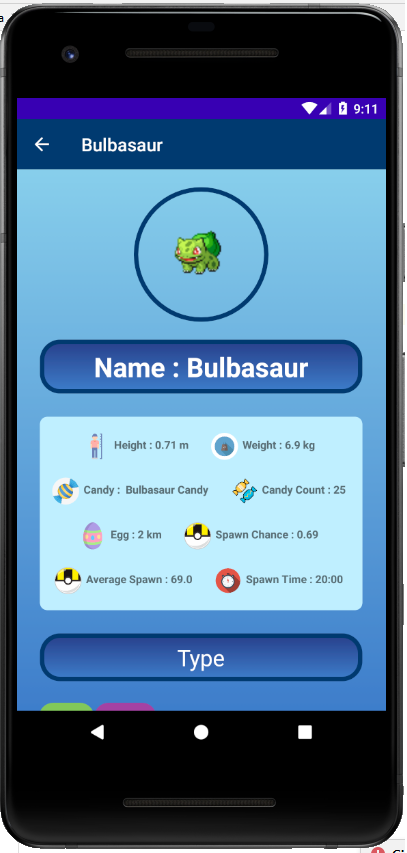 9:11
Bulbasaur
Name : Bulbasaur
Height : 0.71 m Weight : 6.9 kg
Candy : Bulbasaur Candy Candy Count : 25
Egg : 2 km Spawn Chance : 0.69
Average Spawn : 69.0 Spawn Time : 20:00
Type